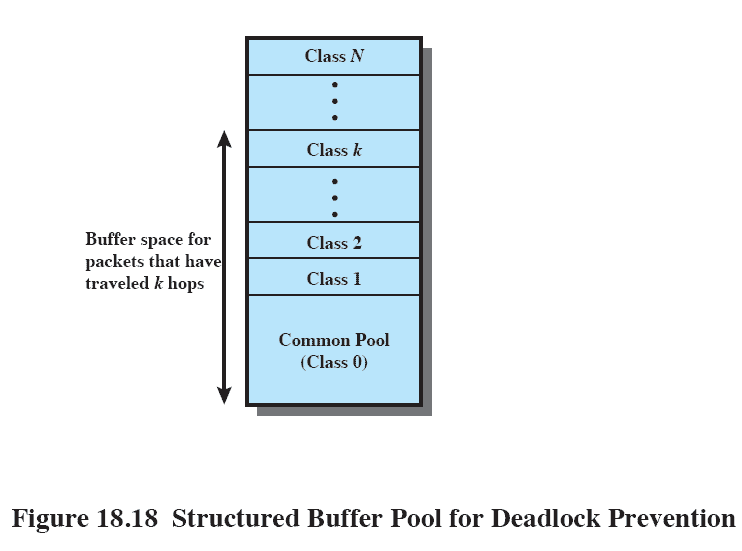 Class N
Class k
Buffer space for
packets that have
traveled k hops
Class 2
Class 1
Common Pool
(Class 0)
Figure 18.18 Structured Buffer Pool for Deadlock Prevention